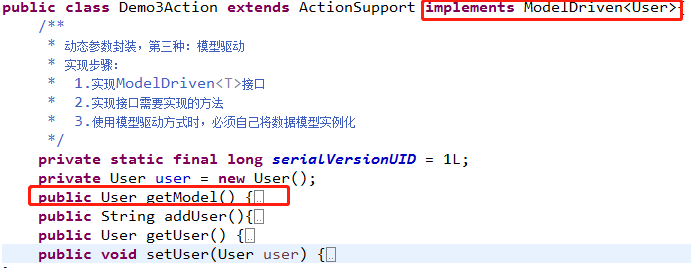 public class Demo3Action extends ActionSupport implements ModelDriven<User>{
/**
* 动态参数封装，第三种：模型驱动
* 实现步骤：
* 1.实现ModelDriven<T>接口
* 2.实现接口需要实现的方法
* 3.使用模型驱动方式时，必须自己将数据模型实例化
*/
private static final long serialVersionUID = 1L;
private User user = new User();
public User getModel() {
public String addUser(){
public User getUser() {
public void setUser(User user) {